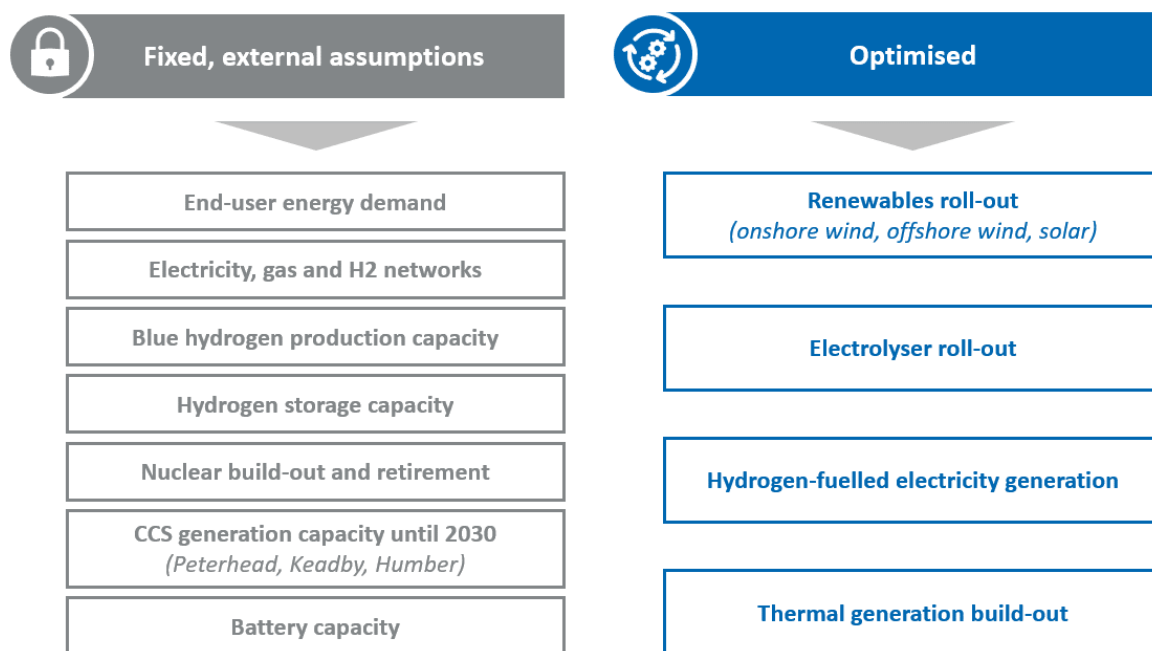 Fixed, external assumptions
End-user energy demand
Electricity, gas and H2 networks
Blue hydrogen production capacity
Hydrogen storage capacity
Nuclear build-out and retirement
CCS generation capacity until 2030
(Peterhead, Keadby, Humber)
Battery capacity
Optimised
Renewables roll-out
(onshore wind, offshore wind, solar)
Electrolyser roll-out
Hydrogen-fuelled electricity generation
Thermal generation build-out